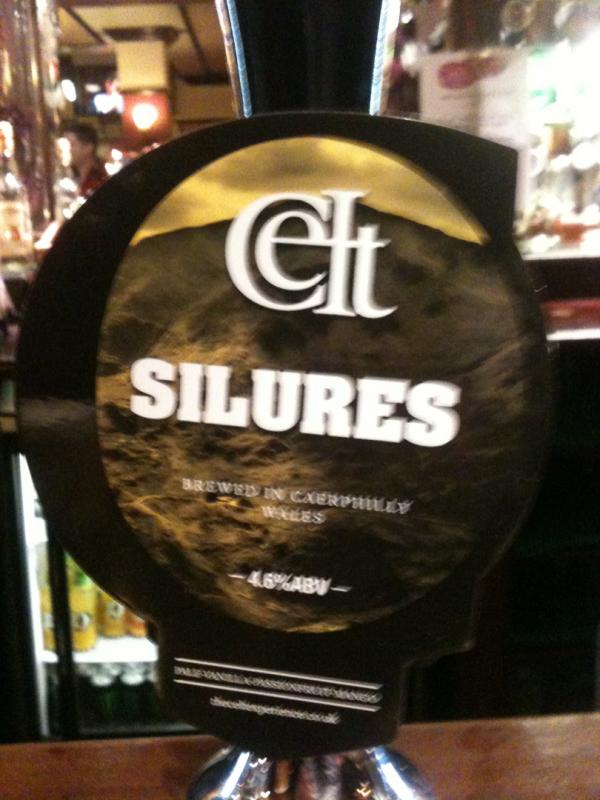 Celt
SILURES
BREWED IN CAERPHILLY
WALES
4.6% ABV
PALE·VANILLA·PASSIONFRUIT·MANGO
theceltexperience.co.uk